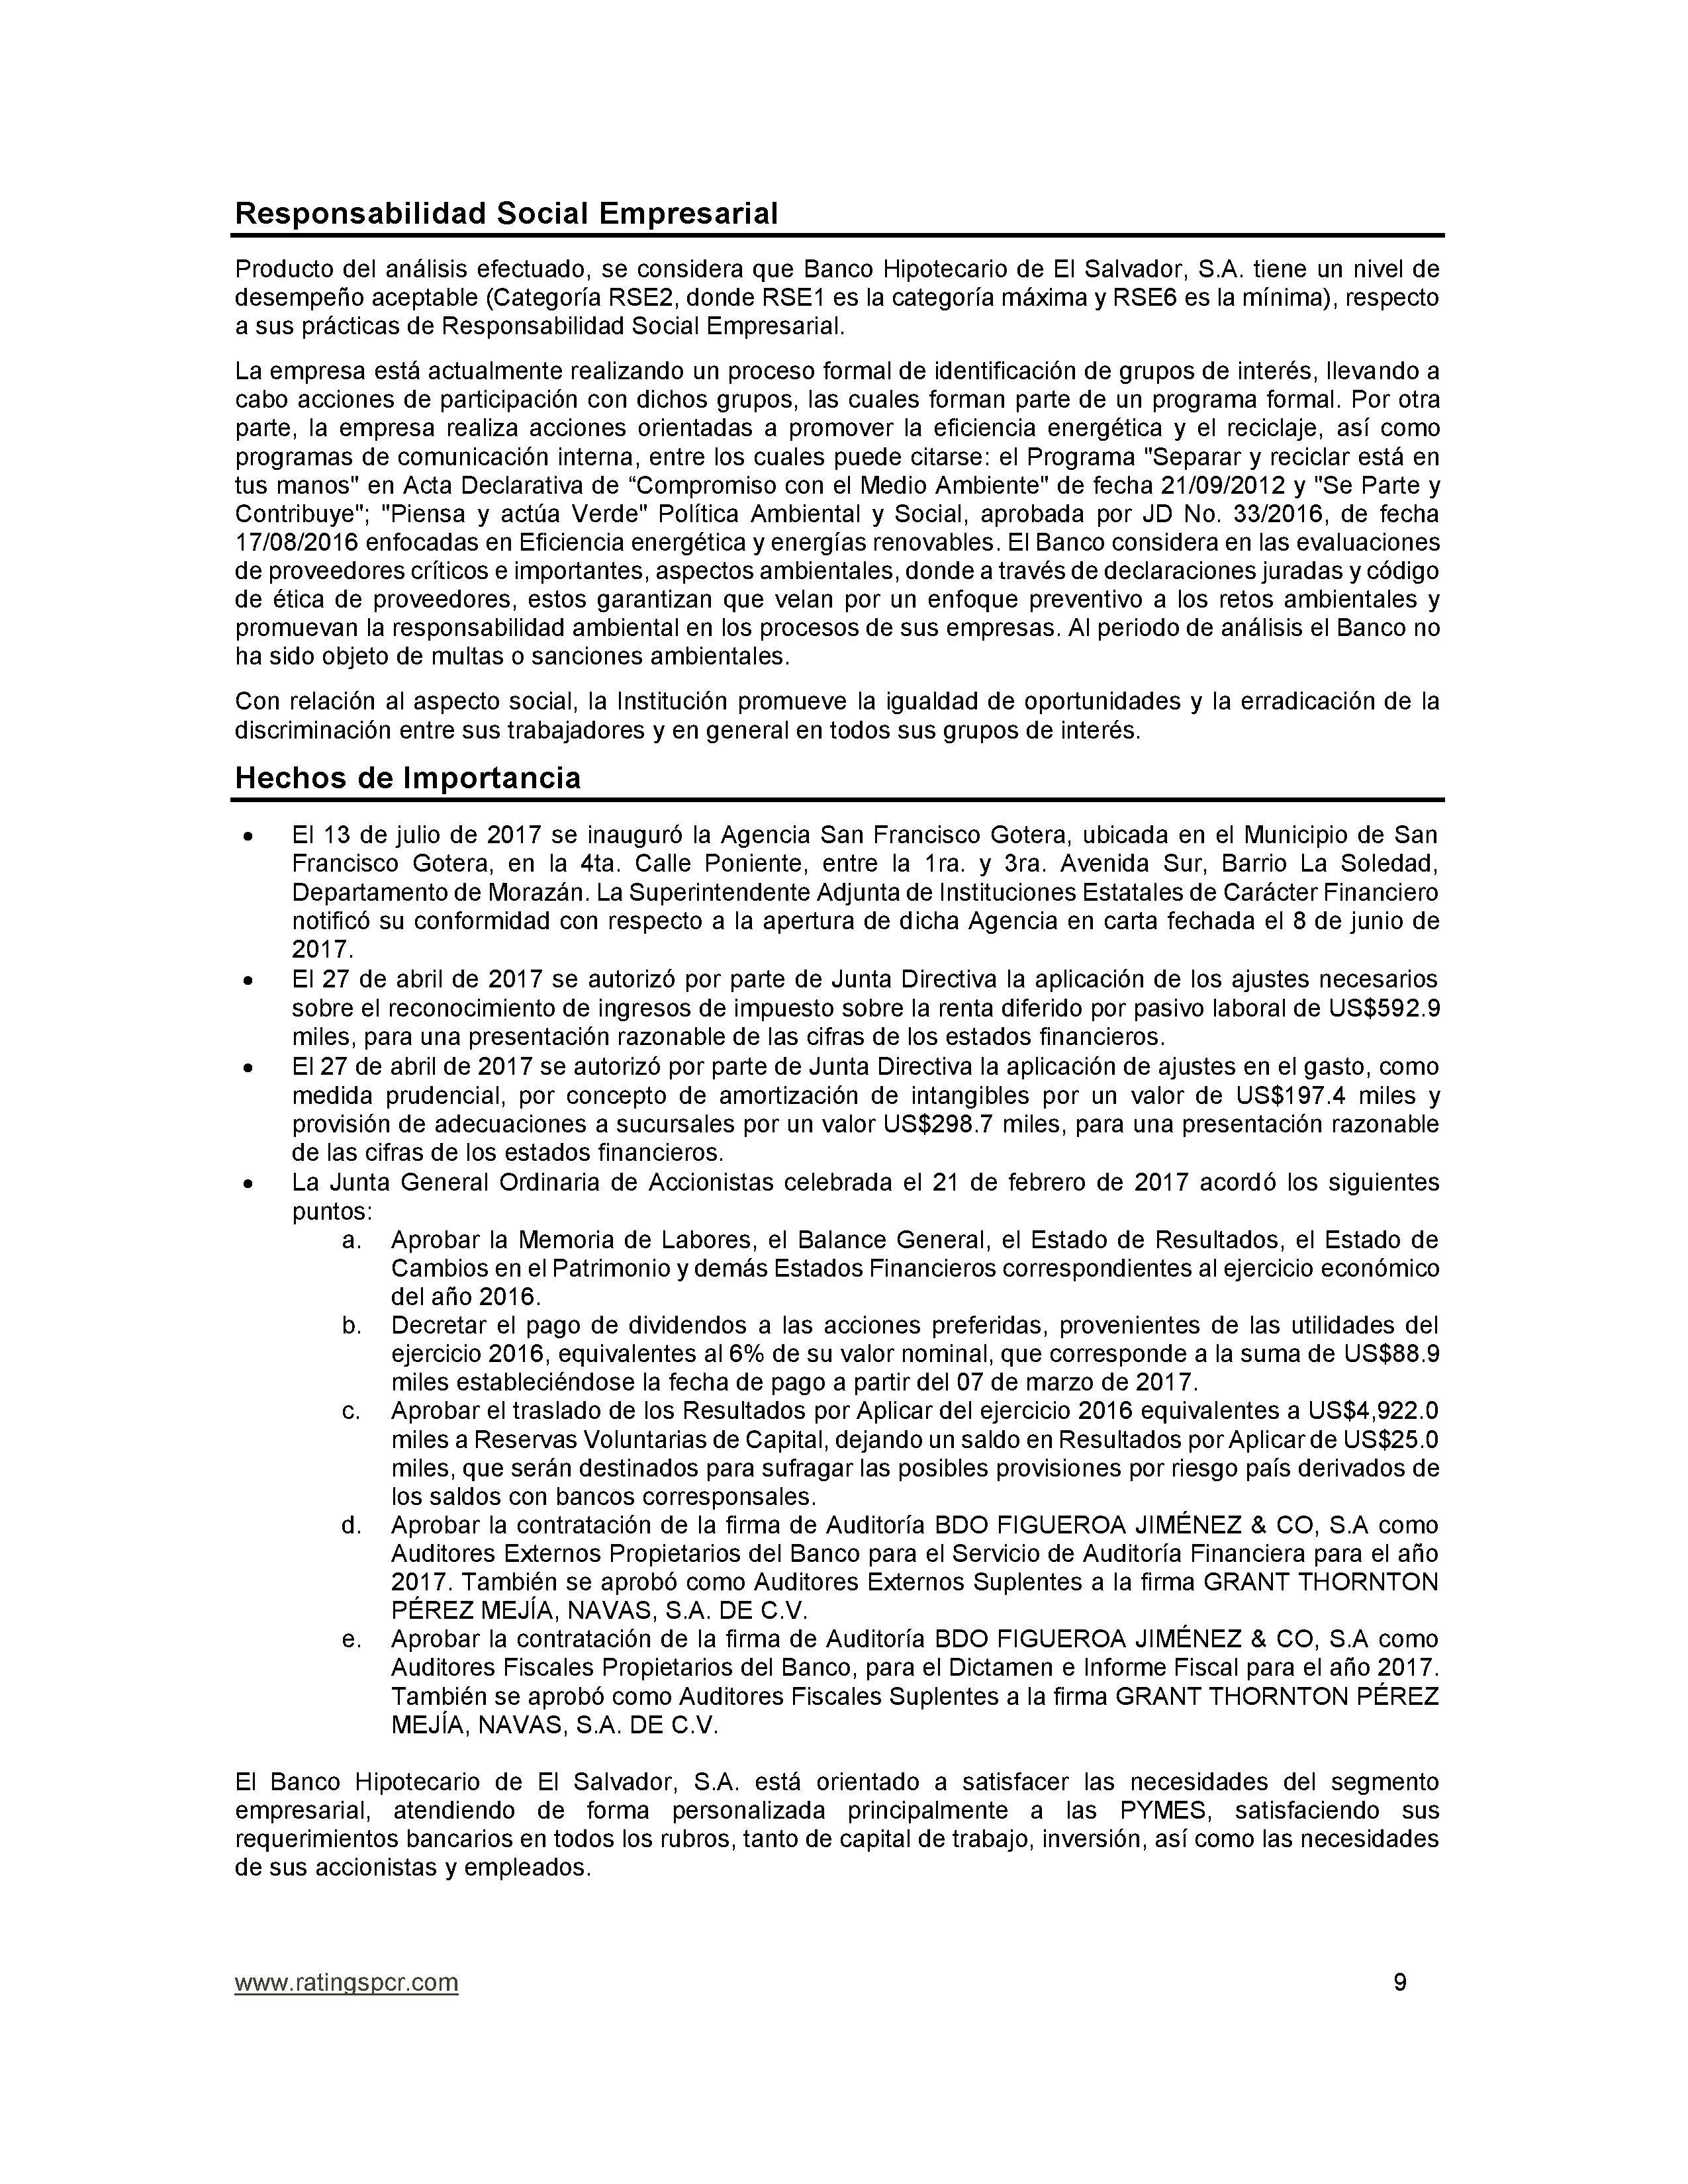 Responsabilidad Social Empresarial
Producto del análisis efectuado, se considera que Banco Hipotecario de El Salvador, S.A. tiene un nivel de
desempeño aceptable (Categoría RSE2, donde RSE1 es la categoría máxima y RSE6 es la mínima), respecto
a sus prácticas de Responsabilidad Social Empresarial.
La empresa está actualmente realizando un proceso formal de identificación de grupos de interés, llevando a
cabo acciones de participación con dichos grupos, las cuales forman parte de un programa formal. Por otra
parte, la empresa realiza acciones orientadas a promover la eficiencia energética y el reciclaje, así como
programas de comunicación interna, entre los cuales puede citarse: el Programa "Separar y reciclar está en
tus manos" en Acta Declarativa de “Compromiso con el Medio Ambiente" de fecha 21/09/2012 y "Se Parte y
Contribuye"; "Piensa y actúa Verde" Política Ambiental y Social, aprobada por JD No. 33/2016, de fecha
17/08/2016 enfocadas en Eficiencia energética y energías renovables. El Banco considera en las evaluaciones
de proveedores críticos e importantes, aspectos ambientales, donde a través de declaraciones juradas y código
de ética de proveedores, estos garantizan que velan por un enfoque preventivo a los retos ambientales y
promuevan la responsabilidad ambiental en los procesos de sus empresas. Al periodo de análisis el Banco no
ha sido objeto de multas o sanciones ambientales.
Con relación al aspecto social, la Institución promueve la igualdad de oportunidades y la erradicación de la
discriminación entre sus trabajadores y en general en todos sus grupos de interés.
Hechos de Importancia
• El 13 de julio de 2017 se inauguró la Agencia San Francisco Gotera, ubicada en el Municipio de San
Francisco Gotera, en la 4ta. Calle Poniente, entre la 1ra. y 3ra. Avenida Sur, Barrio La Soledad,
Departamento de Morazán. La Superintendente Adjunta de Instituciones Estatales de Carácter Financiero
notificó su conformidad con respecto a la apertura de dicha Agencia en carta fechada el 8 de junio de
2017.
• El 27 de abril de 2017 se autorizó por parte de Junta Directiva la aplicación de los ajustes necesarios
sobre el reconocimiento de ingresos de impuesto sobre la renta diferido por pasivo laboral de US$592.9
miles, para una presentación razonable de las cifras de los estados financieros.
• El 27 de abril de 2017 se autorizó por parte de Junta Directiva la aplicación de ajustes en el gasto, como
medida prudencial, por concepto de amortización de intangibles por un valor de US$197.4 miles y
provisión de adecuaciones a sucursales por un valor US$298.7 miles, para una presentación razonable
de las cifras de los estados financieros.
• La Junta General Ordinaria de Accionistas celebrada el 21 de febrero de 2017 acordó los siguientes
puntos:
a. Aprobar la Memoria de Labores, el Balance General, el Estado de Resultados, el Estado de
Cambios en el Patrimonio y demás Estados Financieros correspondientes al ejercicio económico
del año 2016.
b. Decretar el pago de dividendos a las acciones preferidas, provenientes de las utilidades del
ejercicio 2016, equivalentes al 6% de su valor nominal, que corresponde a la suma de US$88.9
miles estableciéndose la fecha de pago a partir del 07 de marzo de 2017.
c. Aprobar el traslado de los Resultados por Aplicar del ejercicio 2016 equivalentes a US$4,922.0
miles a Reservas Voluntarias de Capital, dejando un saldo en Resultados por Aplicar de US$25.0
miles, que serán destinados para sufragar las posibles provisiones por riesgo país derivados de
los saldos con bancos corresponsales.
d. Aprobar la contratación de la firma de Auditoría BDO FIGUEROA JIMÉNEZ & CO, S.A como
Auditores Externos Propietarios del Banco para el Servicio de Auditoría Financiera para el año
2017. También se aprobó como Auditores Externos Suplentes a la firma GRANT THORNTON
PÉREZ MEJÍA, NAVAS, S.A. DE C.V.
e. Aprobar la contratación de la firma de Auditoría BDO FIGUEROA JIMÉNEZ & CO, S.A como
Auditores Fiscales Propietarios del Banco, para el Dictamen e Informe Fiscal para el año 2017.
También se aprobó como Auditores Fiscales Suplentes a la firma GRANT THORNTON PÉREZ
MEJÍA, NAVAS, S.A. DE C.V.
El Banco Hipotecario de El Salvador, S.A. está orientado a satisfacer las necesidades del segmento
empresarial, atendiendo de forma personalizada principalmente a las PYMES, satisfaciendo sus
requerimientos bancarios en todos los rubros, tanto de capital de trabajo, inversión, así como las necesidades
de sus accionistas y empleados.
www.ratingspcr.com 9